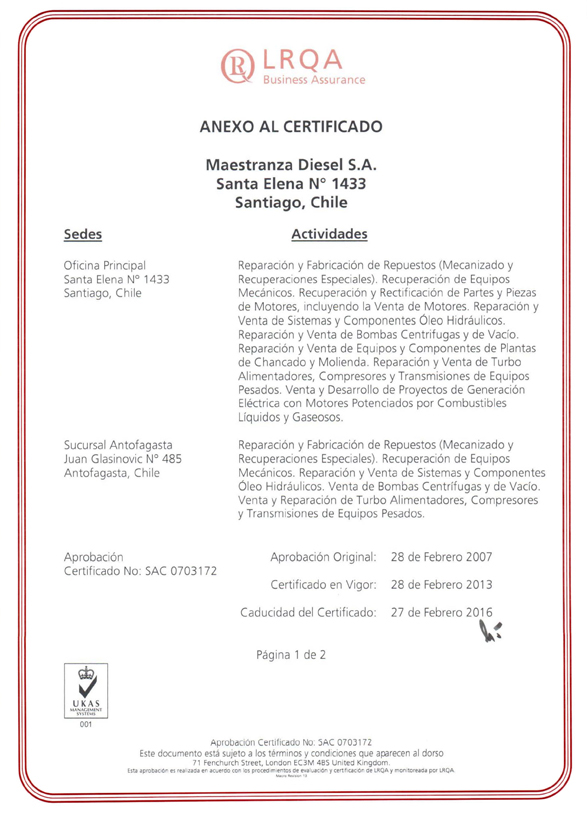 LRQA
Business Assurance
ANEXO AL CERTIFICADO
Maestranza Diesel S.A.
Santa Elena N° 1433
Santiago, Chile
Sedes
Actividades
Oficina Principal
Santa Elena N° 1433
Santiago, Chile
Reparación y Fabricación de Repuestos (Mecanizado y
Recuperaciones Especiales). Recuperación de Equipos
Mecánicos. Recuperación y Rectificación de Partes y Piezas
de Motores, incluyendo la Venta de Motores. Reparación y
Venta de Sistemas y Componentes Óleo Hidráulicos.
Reparación y Venta de Bombas Centrifugas y de Vacío.
Reparación y Venta de Equipos y Componentes de Plantas
de Chancado y Molienda. Reparación y Venta de Turbo
Alimentadores, Compresores y Transmisiones de Equipos
Pesados. Venta y Desarrollo de Proyectos de Generación
Eléctrica con Motores Potenciados por Combustibles
Líquidos y Gaseosos.
Sucursal Antofagasta
Juan Glasinovic N° 485
Antofagasta, Chile
Reparación y Fabricación de Repuestos (Mecanizado y
Recuperaciones Especiales). Recuperación de Equipos
Mecánicos. Reparación y Venta de Sistemas y Componentes
Óleo Hidráulicos. Venta de Bombas Centrífugas y de Vacío.
Venta y Reparación de Turbo Alimentadores, Compresores
y Transmisiones de Equipos Pesados.
Aprobación
Certificado No: SAC 0703172
Aprobación Original: 28 de Febrero 2007
Certificado en Vigor: 28 de Febrero 2013
Caducidad del Certificado: 27 de Febrero 2016
Página 1 de 2
UKAS
MANAGEMENT
SYSTEMS
001
Aprobación Certificado No: SAC 0703172
Este documento está sujeto a los términos y condiciones que aparecen al dorso
71 Fenchurch Street, London EC3M 4BS United Kingdom.
Esta aprobación es realizada en acuerdo con los procedimientos de evaluación y certificación de LRQA y monitoreada por LRQA.